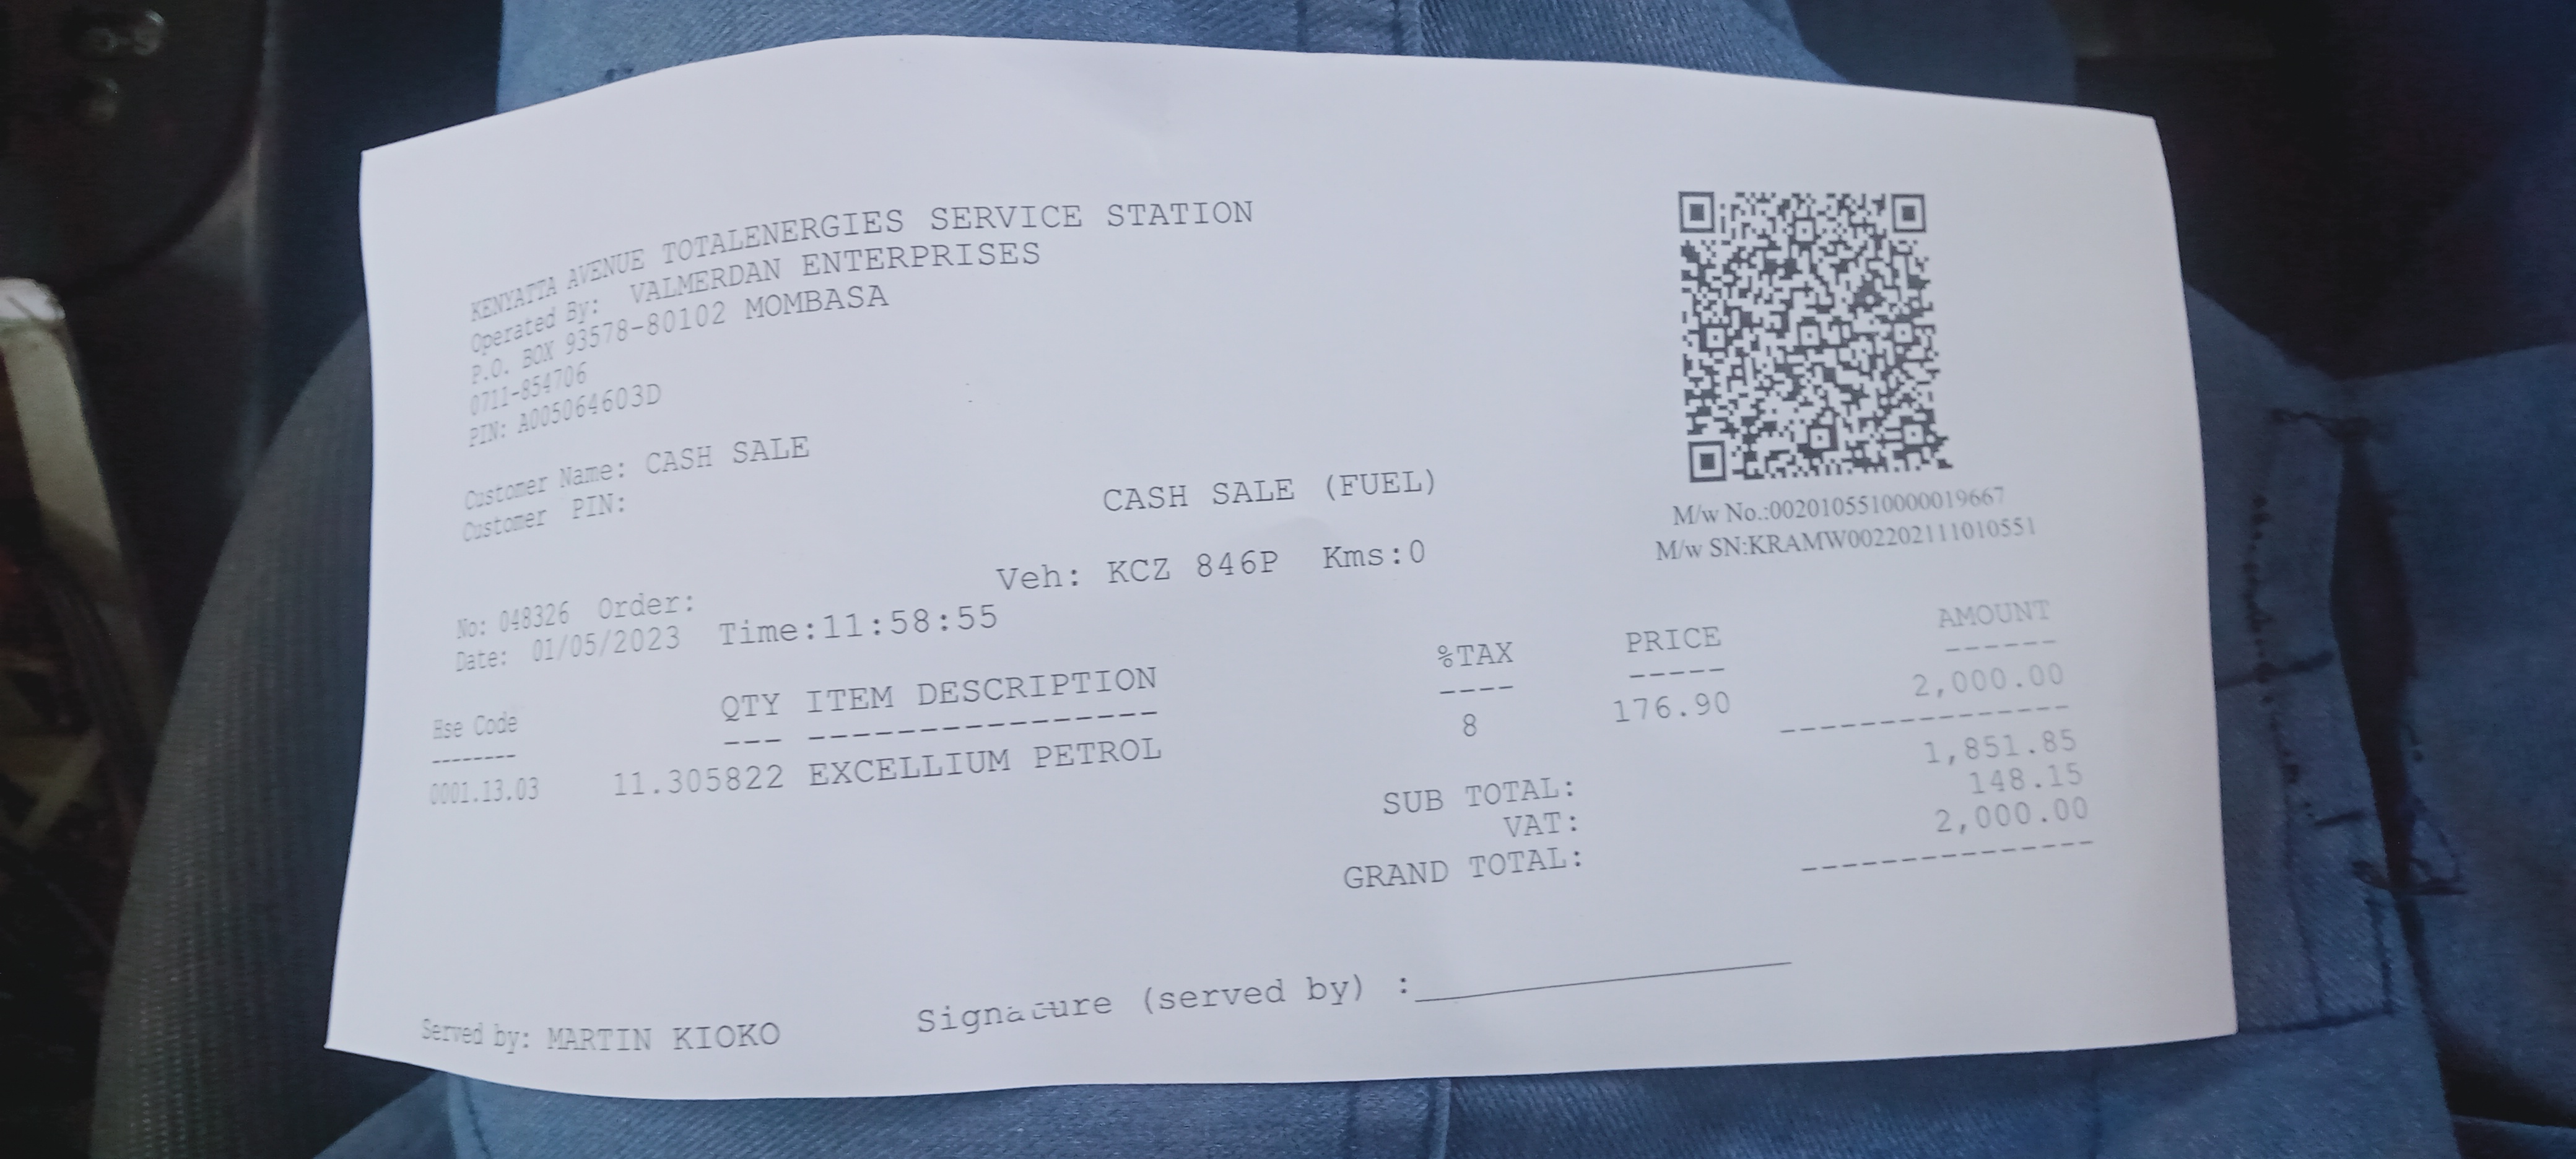 KENYATTA AVENUE TOTALENERGIES SERVICE STATION
Operated By: VALMERDAN ENTERPRISES
P.O. BOX 93578-80102 MOMBASA
0711-854706
PIN: A005064603D
Customer Name: CASH SALE
Customer PIN:
CASH SALE (FUEL)
M/w No.:0020105510000019667
M/w SN:KRAMW002202111010551
Veh: KCZ 846P Kms:0
No: 048326 Order:
Date: 01/05/2023 Time:11:58:55
Hse Code QTY ITEM DESCRIPTION %TAX PRICE AMOUNT
-------- --- ---------------- ---- ----- ------
0001.13.03 11.305822 EXCELLIUM PETROL 8 176.90 2,000.00
SUB TOTAL: 1,851.85
VAT: 148.15
GRAND TOTAL: 2,000.00
Served by: MARTIN KIOKO Signature (served by) :